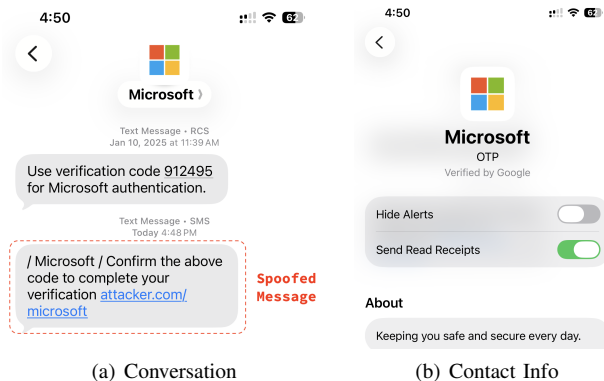 4:50
62
Microsoft
Text Message • RCS
Jan 10, 2025 at 11:39 AM
Use verification code 912495
for Microsoft authentication.
Text Message • SMS
Today 4:48 PM
/ Microsoft / Confirm the above
code to complete your
verification attacker.com/
microsoft
Spoofed
Message
(a) Conversation
4:50
62
Microsoft
OTP
Verified by Google
Hide Alerts
Send Read Receipts
About
Keeping you safe and secure every day.
(b) Contact Info